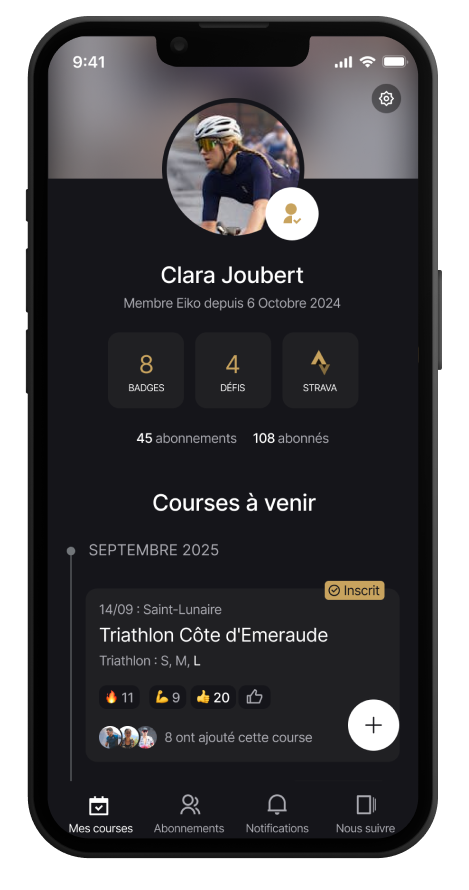 9:41
Clara Joubert
Membre Eiko depuis 6 Octobre 2024
8 4
BADGES DÉFIS STRAVA
45 abonnements 108 abonnés
Courses à venir
SEPTEMBRE 2025
Inscrit
14/09 : Saint-Lunaire
Triathlon Côte d'Emeraude
Triathlon : S, M, L
11 9 20
8 ont ajouté cette course
Mes courses Abonnements Notifications Nous suivre